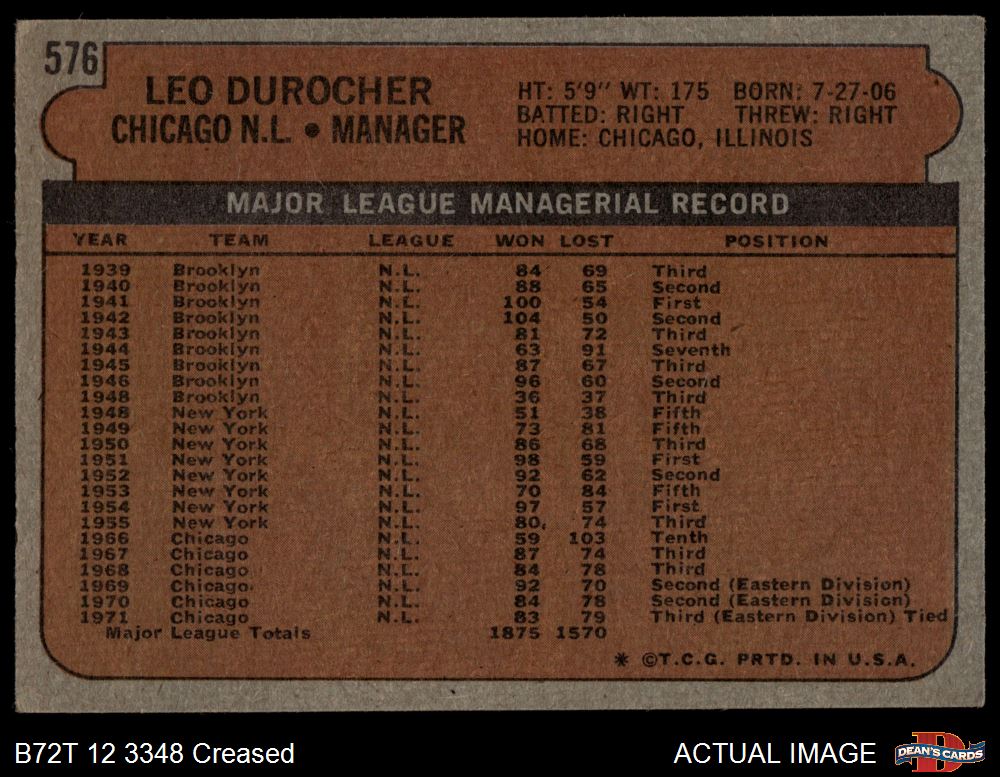 576
LEO DUROCHER
CHICAGO N.L. • MANAGER
HT: 5'9" WT: 175 BORN: 7-27-06
BATTED: RIGHT THREW: RIGHT
HOME: CHICAGO, ILLINOIS
MAJOR LEAGUE MANAGERIAL RECORD
YEAR TEAM LEAGUE WON LOST POSITION
1939 Brooklyn N.L. 84 69 Third
1940 Brooklyn N.L. 88 65 Second
1941 Brooklyn N.L. 100 54 First
1942 Brooklyn N.L. 104 50 Second
1943 Brooklyn N.L. 81 72 Third
1944 Brooklyn N.L. 63 91 Seventh
1945 Brooklyn N.L. 87 67 Third
1946 Brooklyn N.L. 96 60 Second
1948 Brooklyn N.L. 36 37 Third
1948 New York N.L. 51 38 Fifth
1949 New York N.L. 73 81 Fifth
1950 New York N.L. 86 68 Third
1951 New York N.L. 98 59 First
1952 New York N.L. 92 62 Second
1953 New York N.L. 70 84 Fifth
1954 New York N.L. 97 57 First
1955 New York N.L. 80 74 Third
1966 Chicago N.L. 59 103 Tenth
1967 Chicago N.L. 87 74 Third
1968 Chicago N.L. 84 78 Third
1969 Chicago N.L. 92 70 Second (Eastern Division)
1970 Chicago N.L. 84 78 Second (Eastern Division)
1971 Chicago N.L. 83 79 Third (Eastern Division) Tied
Major League Totals 1875 1570
* ©T.C.G. PRTD. IN U.S.A.
B72T 12 3348 Creased
ACTUAL IMAGE
D
DEAN'S CARDS